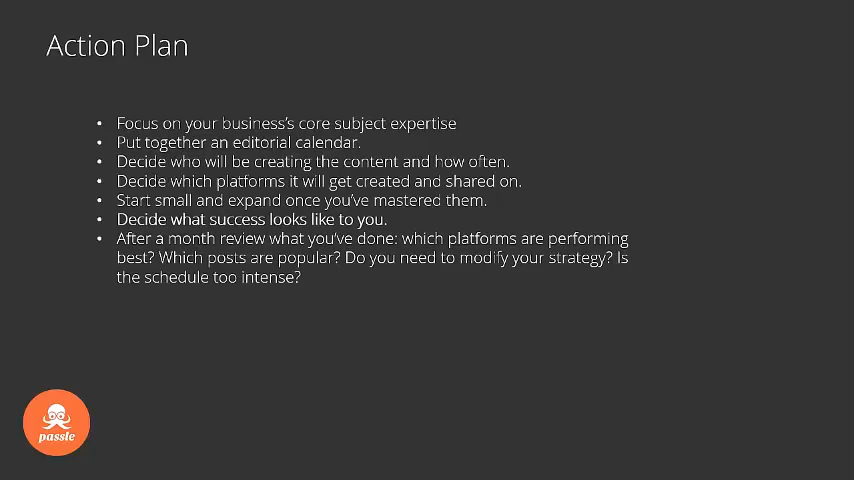 Action Plan
• Focus on your business's core subject expertise
• Put together an editorial calendar.
• Decide who will be creating the content and how often.
• Decide which platforms it will get created and shared on.
• Start small and expand once you've mastered them.
• Decide what success looks like to you.
• After a month review what you've done: which platforms are performing
best? Which posts are popular? Do you need to modify your strategy? Is
the schedule too intense?
passle